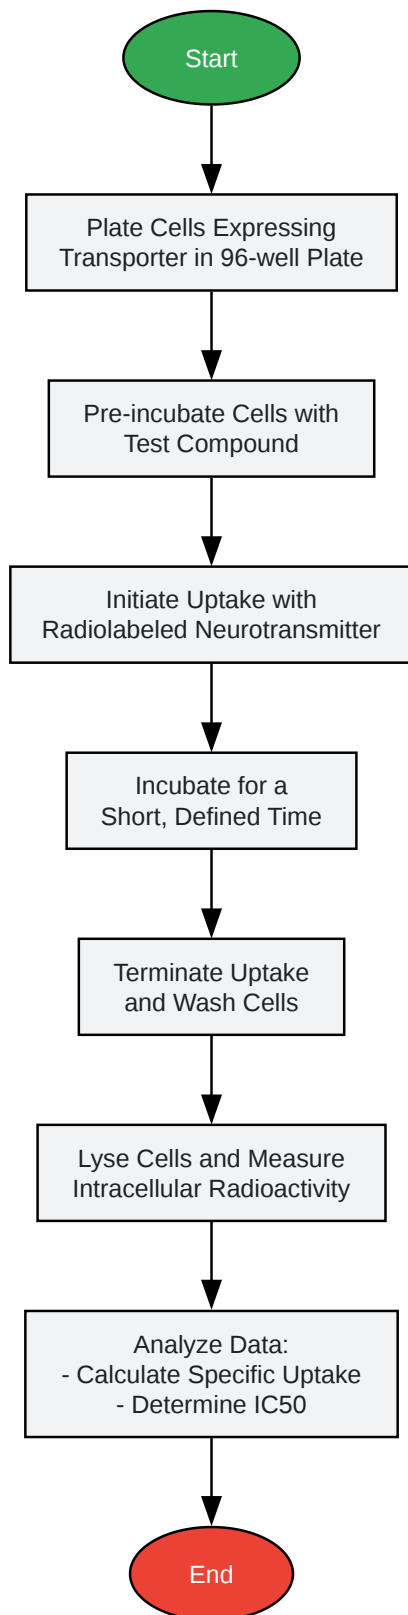 Start
Plate Cells Expressing
Transporter in 96-well Plate
Pre-incubate Cells with
Test Compound
Initiate Uptake with
Radiolabeled Neurotransmitter
Incubate for a
Short, Defined Time
Terminate Uptake
and Wash Cells
Lyse Cells and Measure
Intracellular Radioactivity
Analyze Data:
- Calculate Specific Uptake
- Determine IC50
End